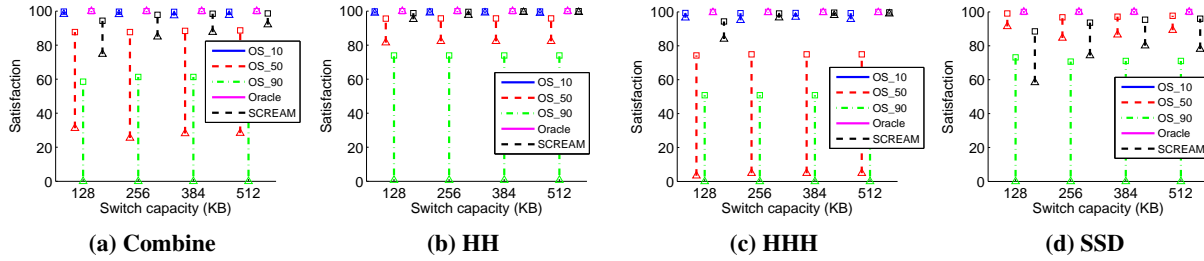 100
80
60
40
20
0
Satisfaction
128 256 384 512
Switch capacity (KB)
OS_10
OS_50
OS_90
Oracle
SCREAM
(a) Combine
100
80
60
40
20
0
Satisfaction
128 256 384 512
Switch capacity (KB)
OS_10
OS_50
OS_90
Oracle
SCREAM
(b) HH
100
80
60
40
20
0
Satisfaction
128 256 384 512
Switch capacity (KB)
OS_10
OS_50
OS_90
Oracle
SCREAM
(c) HHH
100
80
60
40
20
0
Satisfaction
128 256 384 512
Switch capacity (KB)
OS_10
OS_50
OS_90
Oracle
SCREAM
(d) SSD